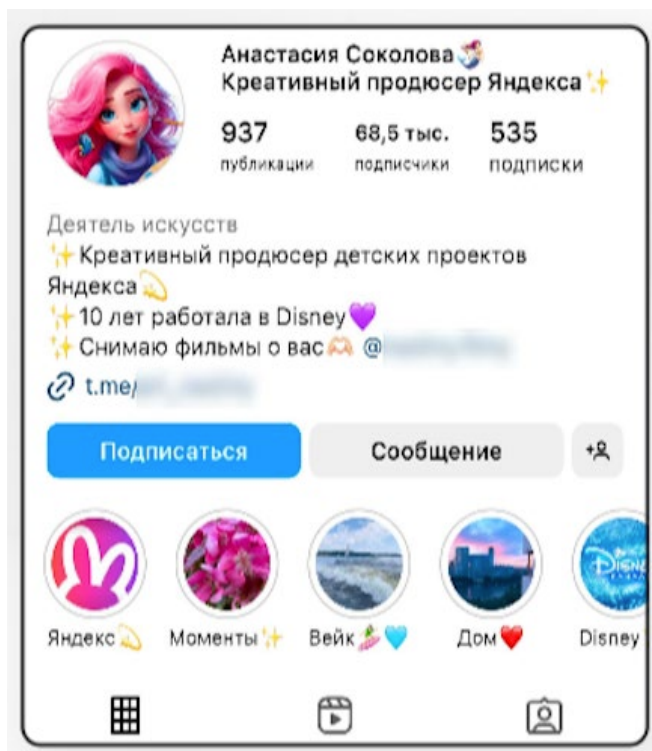 Анастасия Соколова🧜‍♀️
Креативный продюсер Яндекса✨
937 68,5 тыс. 535
публикации подписчики подписки
Деятель искусств
✨Креативный продюсер детских проектов
Яндекса💫
✨10 лет работала в Disney💜
✨Снимаю фильмы о вас🫶🏻 @
t.me/
Подписаться Сообщение
Яндекс💫 Моменты✨ Вейк🏄‍♀️🩵 Дом❤️ Disney